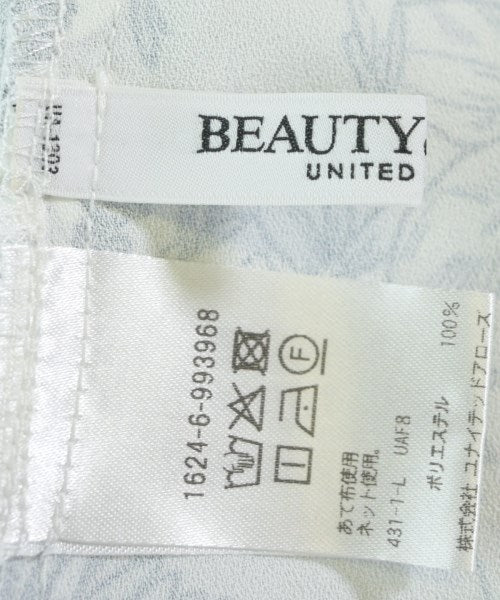 BEAUTY&
UNITED
1624-6-993968
F
あて布使用
ネット使用。
431-1-L UAF8
ポリエステル 100%
株式会社 ユナイテッドアローズ